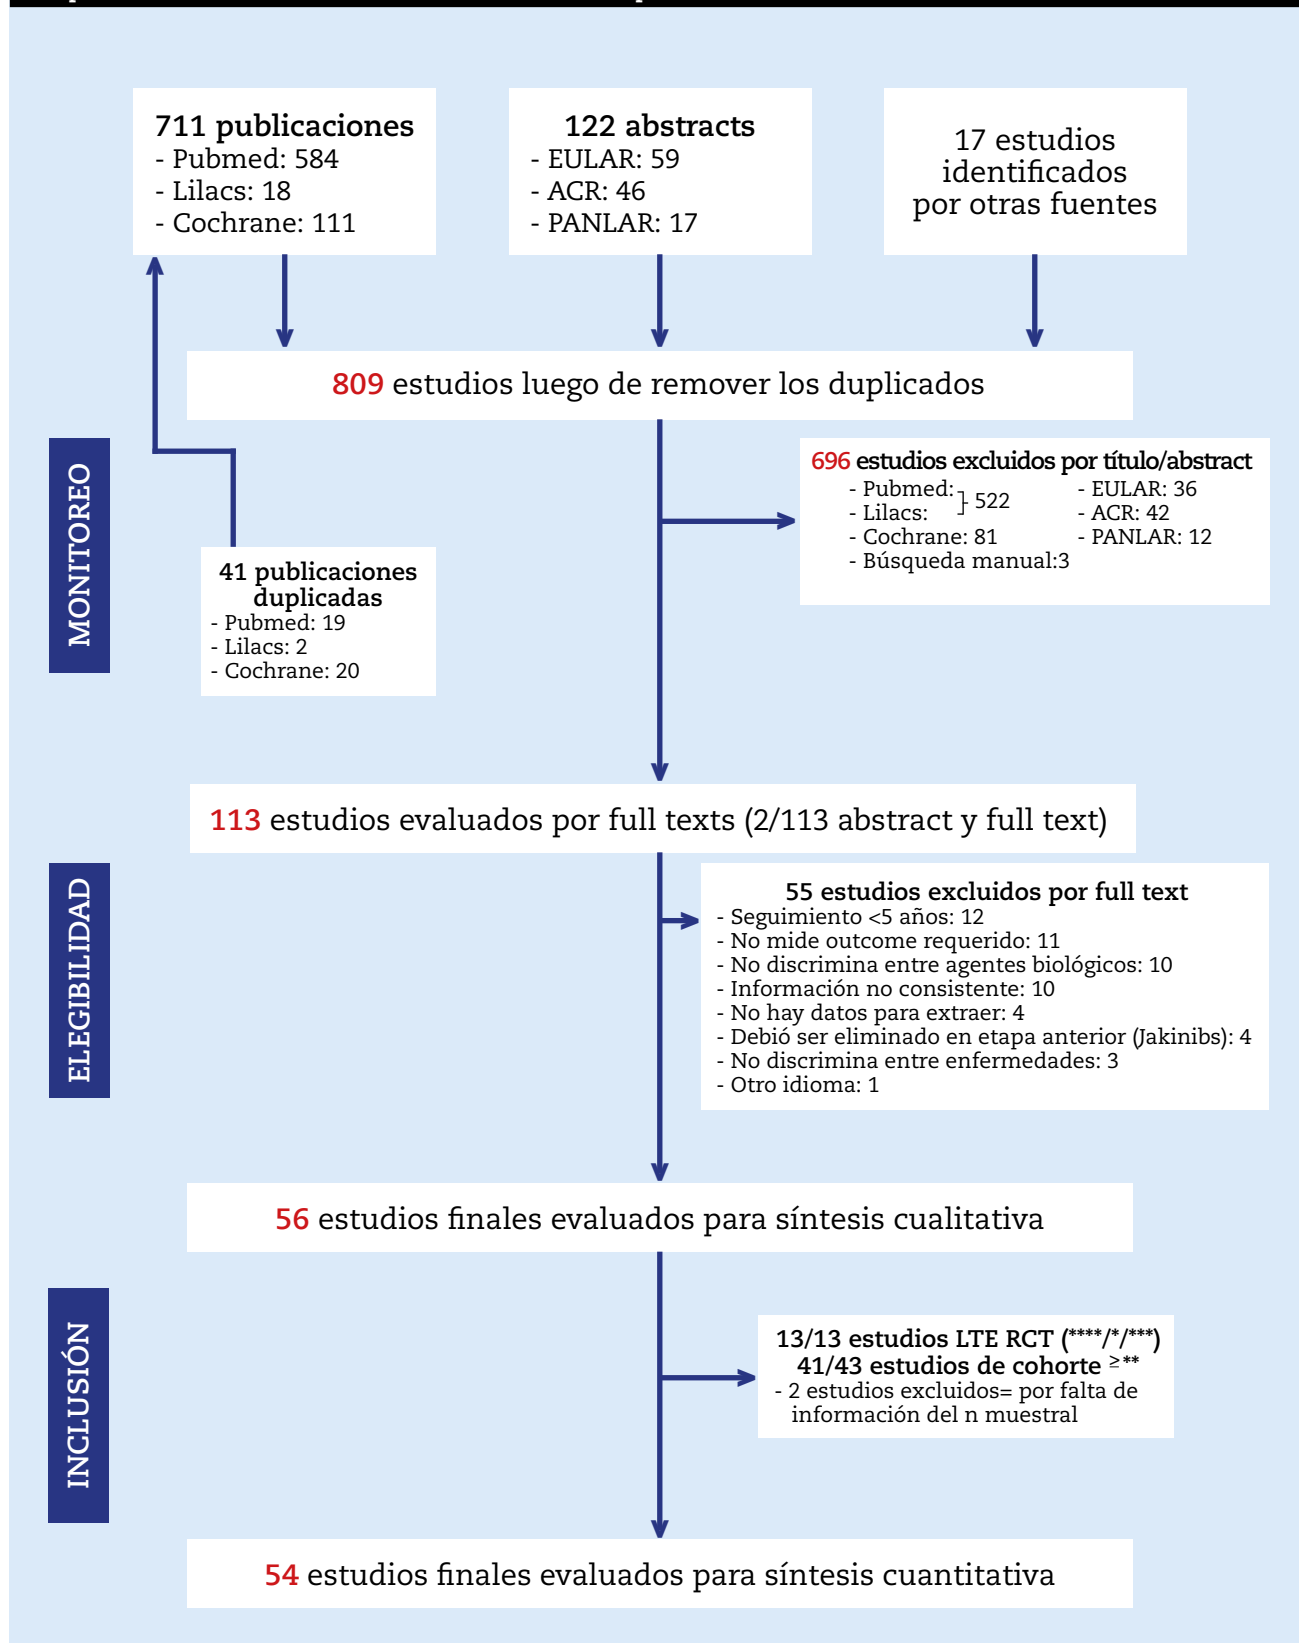 711 publicaciones
- Pubmed: 584
- Lilacs: 18
- Cochrane: 111
122 abstracts
- EULAR: 59
- ACR: 46
- PANLAR: 17
17 estudios
identificados
por otras fuentes
809 estudios luego de remover los duplicados
MONITOREO
696 estudios excluidos por título/abstract
- Pubmed:
- Lilacs:
522
- Cochrane: 81
- Búsqueda manual:3
- EULAR: 36
- ACR: 42
- PANLAR: 12
41 publicaciones
duplicadas
- Pubmed: 19
- Lilacs: 2
- Cochrane: 20
113 estudios evaluados por full texts (2/113 abstract y full text)
ELEGIBILIDAD
55 estudios excluidos por full text
- Seguimiento <5 años: 12
- No mide outcome requerido: 11
- No discrimina entre agentes biológicos: 10
- Información no consistente: 10
- No hay datos para extraer: 4
- Debió ser eliminado en etapa anterior (Jakinibs): 4
- No discrimina entre enfermedades: 3
- Otro idioma: 1
56 estudios finales evaluados para síntesis cualitativa
INCLUSIÓN
13/13 estudios LTE RCT (****/*/***)
41/43 estudios de cohorte ≥**
- 2 estudios excluidos= por falta de
información del n muestral
54 estudios finales evaluados para síntesis cuantitativa